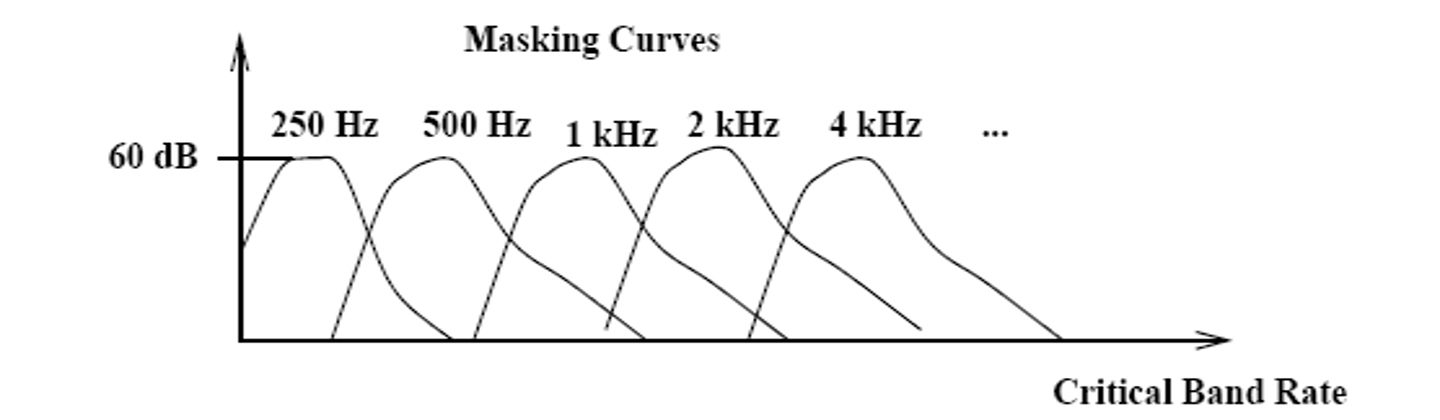 Masking Curves
250 Hz 500 Hz 1 kHz 2 kHz 4 kHz ...
60 dB
Critical Band Rate